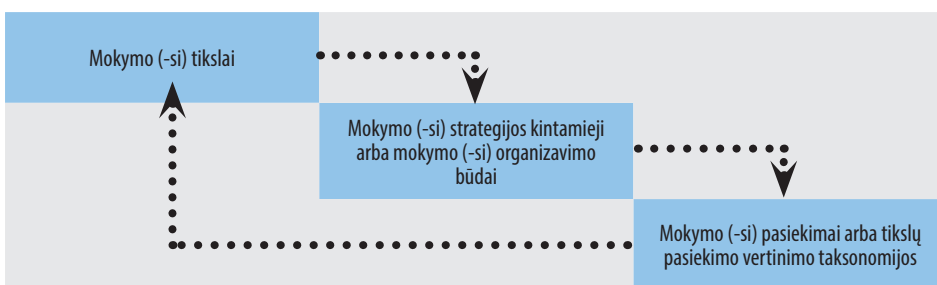 Mokymo (-si) tikslai
Mokymo (-si) strategijos kintamieji
arba mokymo (-si) organizavimo
būdai
Mokymo (-si) pasiekimai arba tikslų
pasiekimo vertinimo taksonomijos